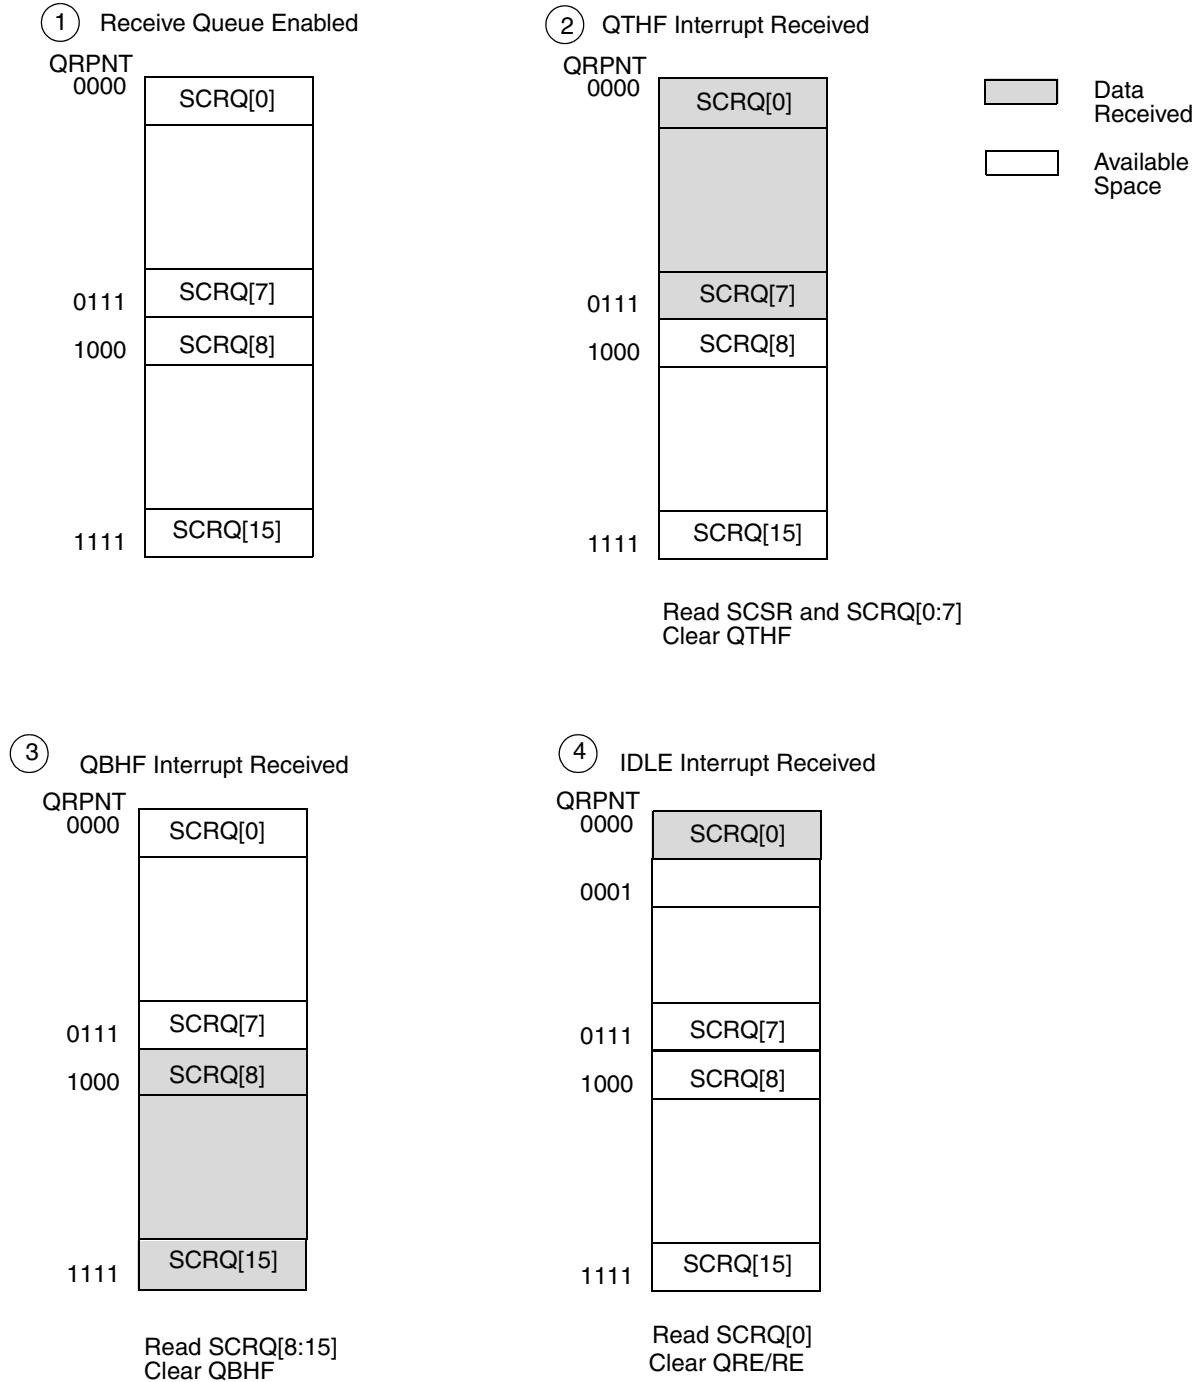 1 Receive Queue Enabled
QRPNT
0000
SCRQ[0]
0111
SCRQ[7]
1000
SCRQ[8]
1111
SCRQ[15]
2 QTHF Interrupt Received
QRPNT
0000
SCRQ[0]
0111
SCRQ[7]
1000
SCRQ[8]
1111
SCRQ[15]
Read SCSR and SCRQ[0:7]
Clear QTHF
Data
Received
Available
Space
3 QBHF Interrupt Received
QRPNT
0000
SCRQ[0]
0111
SCRQ[7]
1000
SCRQ[8]
1111
SCRQ[15]
Read SCRQ[8:15]
Clear QBHF
4 IDLE Interrupt Received
QRPNT
0000
SCRQ[0]
0001
0111
SCRQ[7]
1000
SCRQ[8]
1111
SCRQ[15]
Read SCRQ[0]
Clear QRE/RE